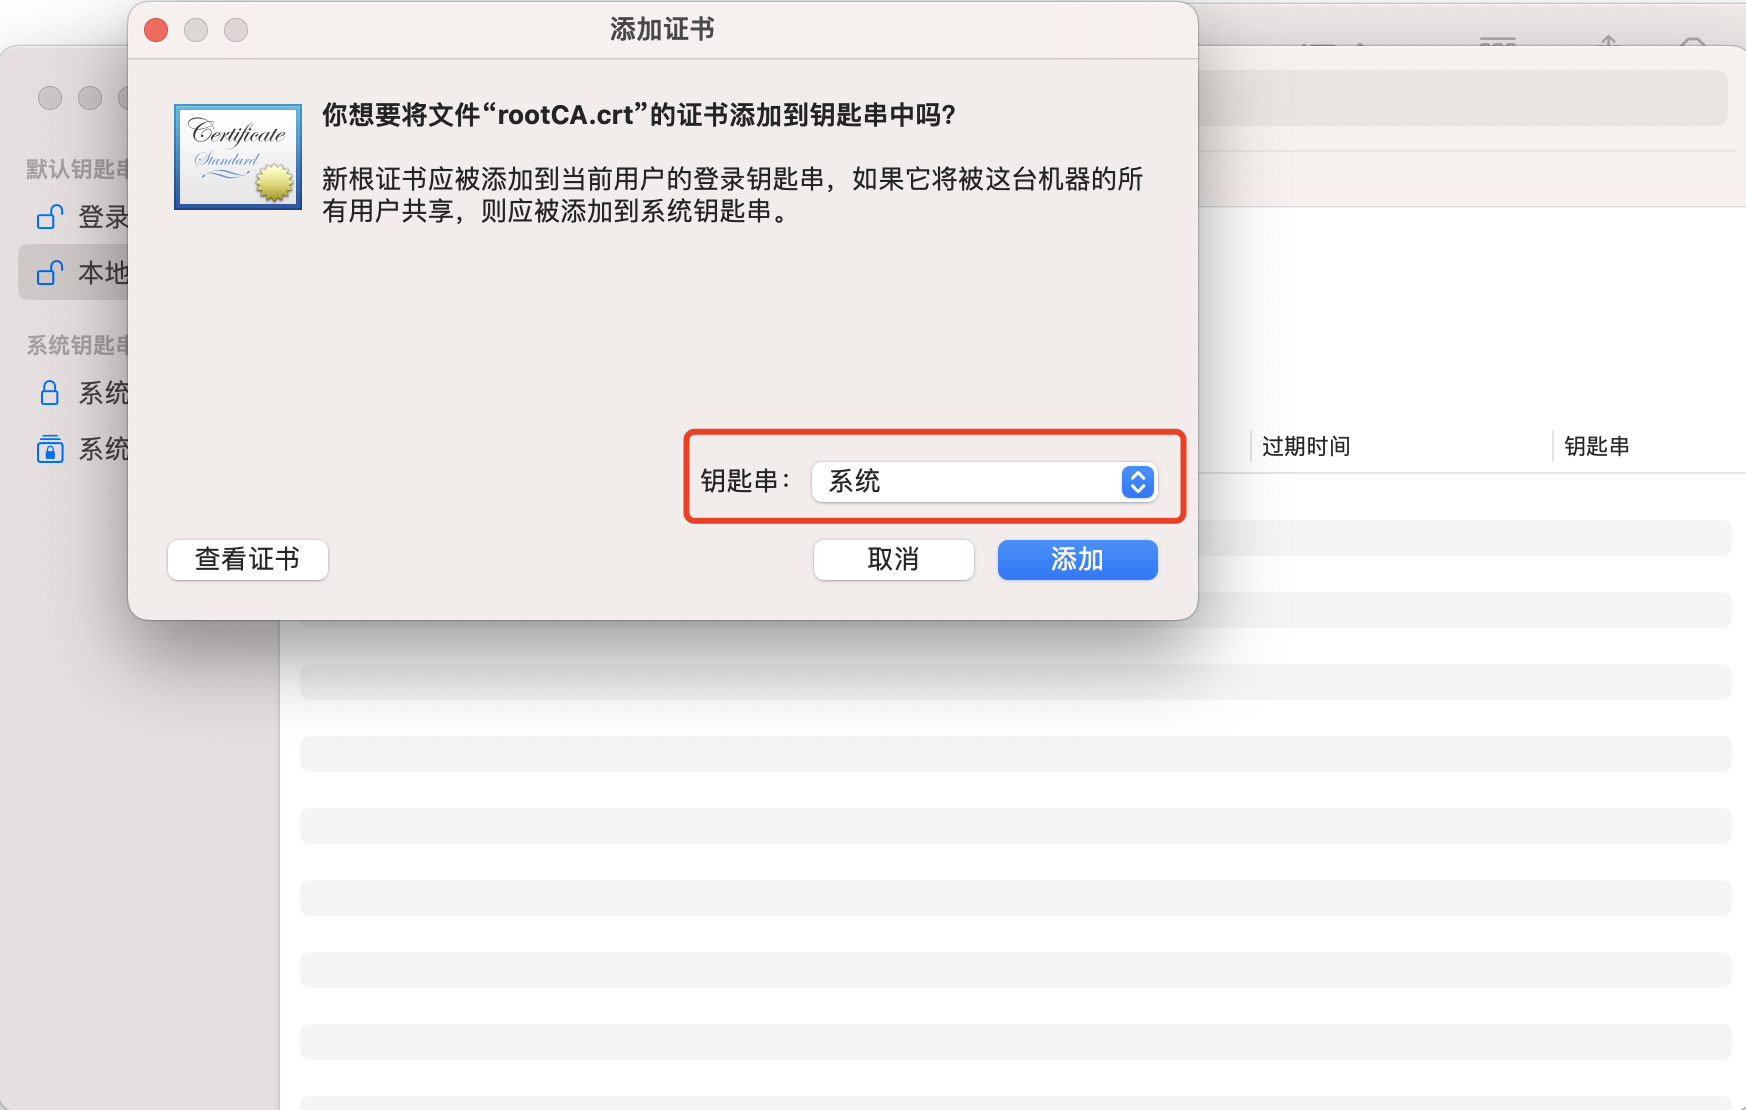 添加证书
你想要将文件“rootCA.crt”的证书添加到钥匙串中吗?
Certificate
Standard
新根证书应被添加到当前用户的登录钥匙串，如果它将被这台机器的所
有用户共享，则应被添加到系统钥匙串。
默认钥匙串
登录
本地
系统钥匙串
系统
系统
钥匙串：
系统
查看证书
取消
添加
过期时间
钥匙串